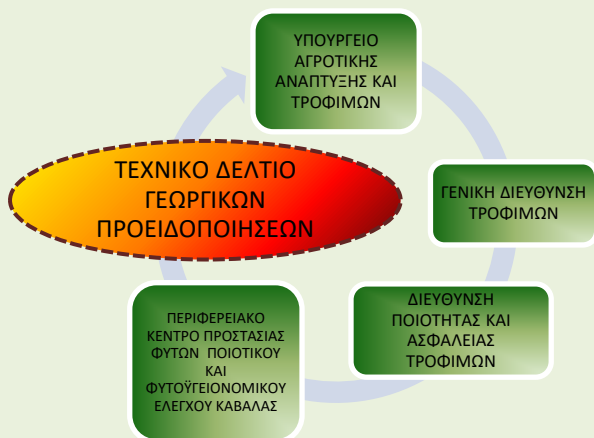 ΥΠΟΥΡΓΕΙΟ
ΑΓΡΟΤΙΚΗΣ
ΑΝΑΠΤΥΞΗΣ ΚΑΙ
ΤΡΟΦΙΜΩΝ
ΤΕΧΝΙΚΟ ΔΕΛΤΙΟ
ΓΕΩΡΓΙΚΩΝ
ΠΡΟΕΙΔΟΠΟΙΗΣΕΩΝ
ΓΕΝΙΚΗ ΔΙΕΥΘΥΝΣΗ
ΤΡΟΦΙΜΩΝ
ΔΙΕΥΘΥΝΣΗ
ΠΟΙΟΤΗΤΑΣ ΚΑΙ
ΑΣΦΑΛΕΙΑΣ
ΤΡΟΦΙΜΩΝ
ΠΕΡΙΦΕΡΕΙΑΚΟ
ΚΕΝΤΡΟ ΠΡΟΣΤΑΣΙΑΣ
ΦΥΤΩΝ ΠΟΙΟΤΙΚΟΥ
ΚΑΙ
ΦΥΤΟΫΓΕΙΟΝΟΜΙΚΟΥ
ΕΛΕΓΧΟΥ ΚΑΒΑΛΑΣ